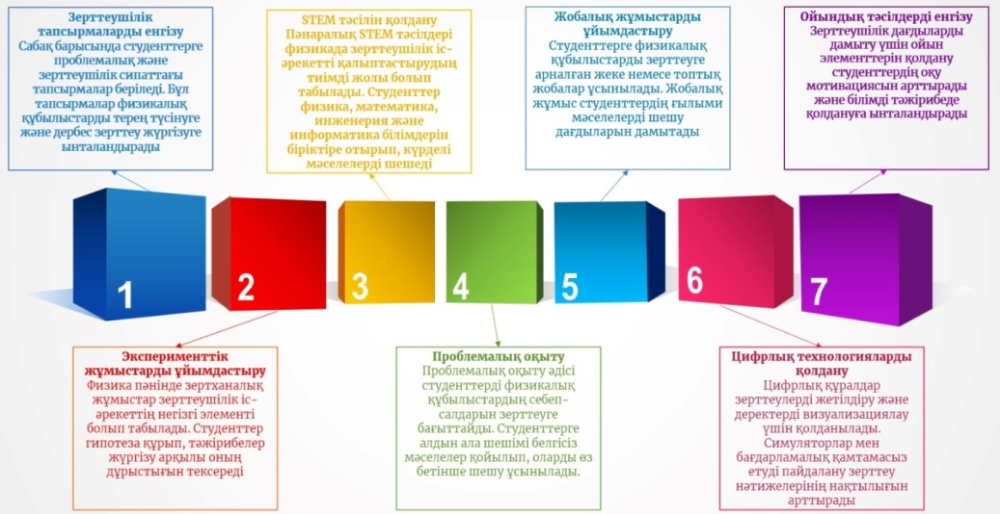 Зерттеушілік
тапсырмаларды енгізу
Сабақ барысында студенттерге
проблемалық және
зерттеушілік сипаттағы
тапсырмалар беріледі. Бұл
тапсырмалар физикалық
құбылыстарды терең түсінуге
және дербес зерттеу жүргізуге
ынталандырады
STEM тәсілін қолдану
Пәнаралық STEM тәсілдері
физикада зерттеушілік іс-
әрекетті қалыптастырудың
тиімді жолы болып
табылады. Студенттер
физика, математика,
инженерия және
информатика білімдерін
біріктіре отырып, күрделі
мәселелерді шешеді
Жобалық жұмыстарды
ұйымдастыру
Студенттерге физикалық
құбылыстарды зерттеуге
арналған жеке немесе топтық
жобалар ұсынылады. Жобалық
жұмыс студенттердің ғылыми
мәселелерді шешу
дағдыларын дамытады
Ойындық тәсілдерді енгізу
Зерттеушілік дағдыларды
дамыту үшін ойын
элементтерін қолдану
студенттердің оқу
мотивациясын арттырады
және білімді тәжірибеде
қолдануға ынталандырады
1
2
3
4
5
6
7
Эксперименттік
жұмыстарды ұйымдастыру
Физика пәнінде зертханалық
жұмыстар зерттеушілік іс-
әрекеттің негізгі элементі
болып табылады. Студенттер
гипотеза құрып, тәжірибелер
жүргізу арқылы оның
дұрыстығын тексереді
Проблемалық оқыту
Проблемалық оқыту әдісі
студенттерді физикалық
құбылыстардың себеп-
салдарын зерттеуге
бағыттайды. Студенттерге
алдын ала шешімі белгісіз
мәселелер қойылып, оларды өз
бетінше шешу ұсынылады.
Цифрлық технологияларды
қолдану
Цифрлық құралдар
зерттеулерді жетілдіру және
деректерді визуализациялау
үшін қолданылады.
Симуляторлар мен
бағдарламалық қамтамасыз
етуді пайдалану зерттеу
нәтижелерінің нақтылығын
арттырады